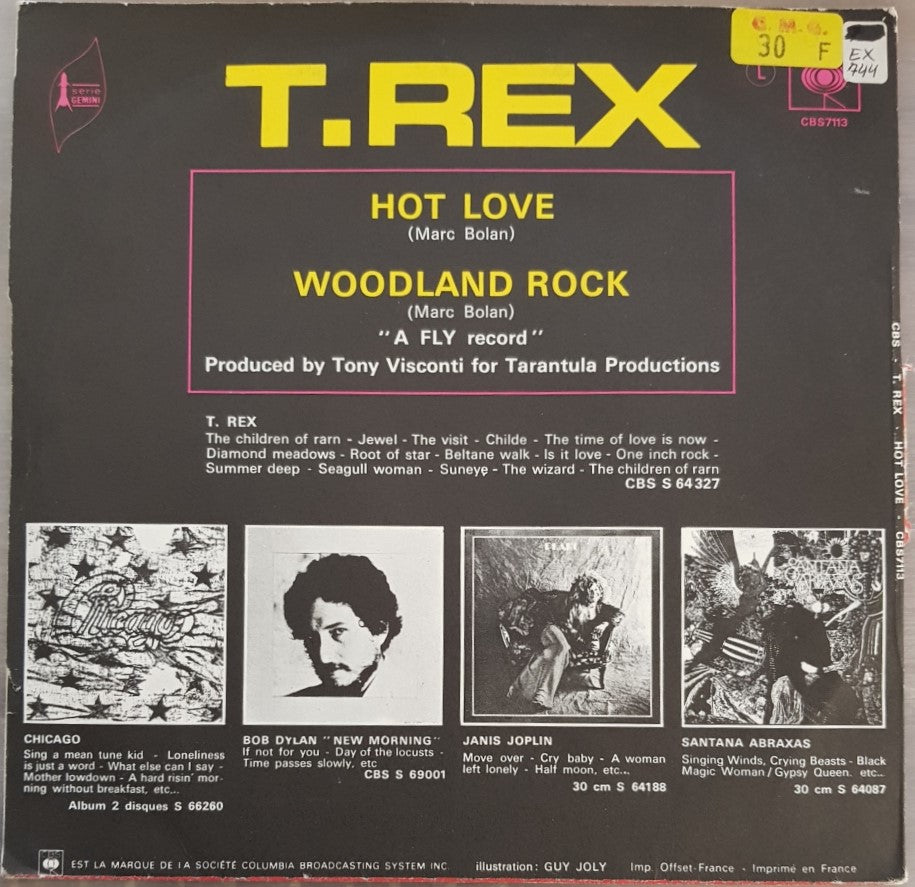 C. M. G.
30 F
EX
744
serie
GEMINI
T.REX
L
CBS7113
HOT LOVE
(Marc Bolan)
WOODLAND ROCK
(Marc Bolan)
"A FLY record"
Produced by Tony Visconti for Tarantula Productions
T. REX
The children of rarn - Jewel - The visit - Childe - The time of love is now -
Diamond meadows - Root of star - Beltane walk - Is it love - One inch rock -
Summer deep - Seagull woman - Suneye - The wizard - The children of rarn
CBS S 64327
CBS · T. REX · HOT LOVE CBS7113
Chicago
PEARL
SANTANA
ABRAXAS
CHICAGO
Sing a mean tune kid - Loneliness
is just a word - What else can I say -
Mother lowdown - A hard risin' mor-
ning without breakfast, etc...
Album 2 disques S 66260
BOB DYLAN "NEW MORNING"
If not for you - Day of the locusts -
Time passes slowly, etc
CBS S 69001
JANIS JOPLIN
Move over - Cry baby - A woman
left lonely - Half moon, etc...
30 cm S 64188
SANTANA ABRAXAS
Singing Winds, Crying Beasts - Black
Magic Woman/Gypsy Queen. etc...
30 cm S 64087
CBS EST LA MARQUE DE LA SOCIÉTÉ COLUMBIA BROADCASTING SYSTEM INC. illustration: GUY JOLY Imp. Offset-France - Imprimé en France